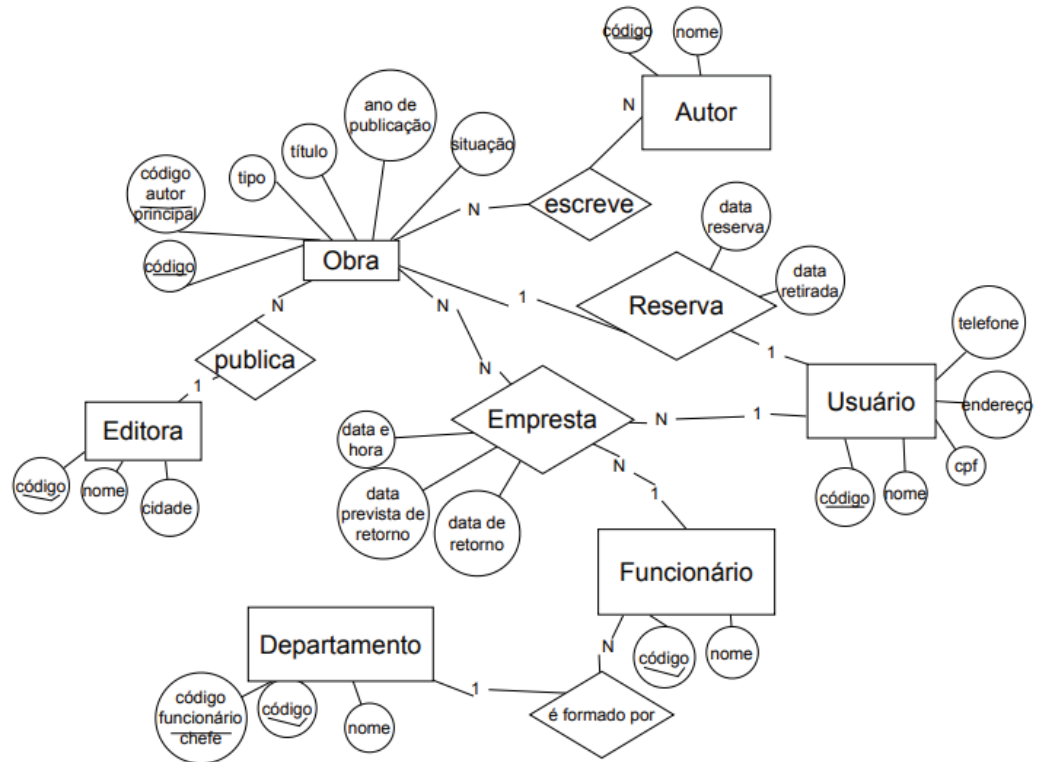 código
nome
Autor
N
ano de
publicação
situação
título
tipo
código
autor
principal
N
escreve
código
Obra
data
reserva
data
retirada
Reserva
1
1
N
N
publica
1
telefone
endereço
cpf
Usuário
código
nome
N
Empresta
N
1
Editora
código
nome
cidade
data e
hora
data
prevista de
retorno
data de
retorno
N
1
Funcionário
código
nome
N
Departamento
1
é formado por
código
funcionário
chefe
código
nome